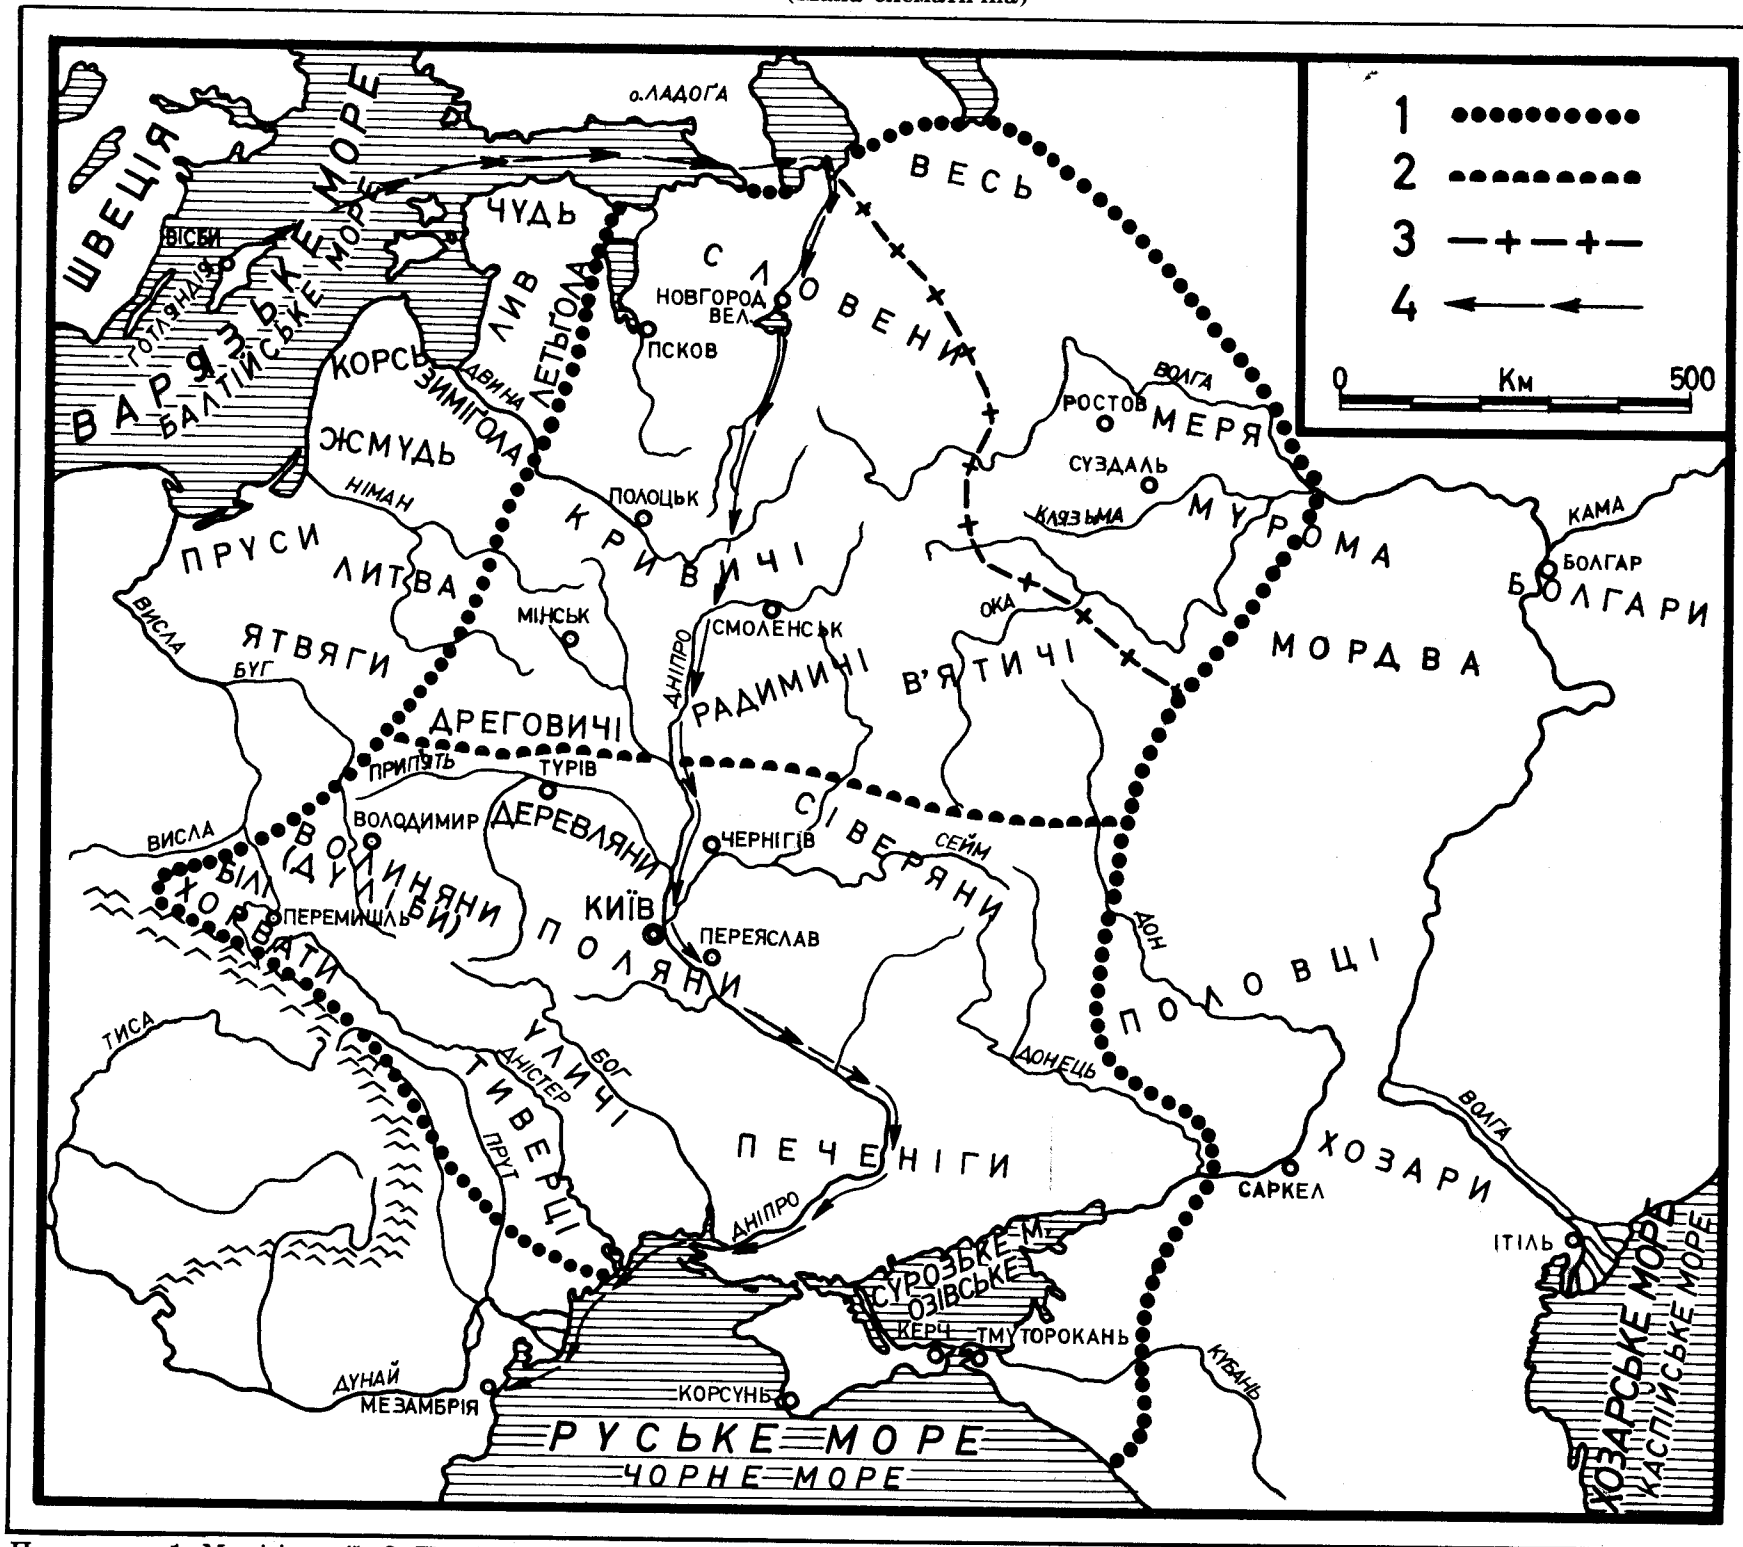 о.ЛАДОҐА
ШВЕЦІЯ
ВАРЯЗЬКЕ МОРЕ
БАЛТІЙСЬКЕ МОРЕ
ВІСБИ
ГОТЛЯНДІЯ
ЧУДЬ
ВЕСЬ
ЛИВ
ЛЕТЬҐОЛА
СЛОВЕНИ
НОВГОРОД
ВЕЛ.
ПСКОВ
КОРСЬ
ЗИМІҐОЛА
ДВИНА
ЖМУДЬ
НІМАН
ВОЛГА
РОСТОВ
МЕРЯ
СУЗДАЛЬ
КЛЯЗЬМА
МУРОМА
КАМА
БОЛГАР
БОЛГАРИ
ПОЛОЦЬК
КРИВИЧІ
ПРУСИ
ЛИТВА
ВИСЛА
ЯТВЯГИ
БУГ
МІНСЬК
СМОЛЕНСЬК
ДНІПРО
РАДИМИЧІ
ОКА
В'ЯТИЧІ
МОРДВА
ДРЕГОВИЧІ
ПРИП'ЯТЬ
ТУРІВ
ВИСЛА
ВОЛОДИМИР
ДЕРЕВЛЯНИ
ВОЛИНЯНИ
(ДУЛІБИ)
ЧЕРНІГІВ
СІВЕРЯНИ
СЕЙМ
БІЛІ
ХОРВАТИ
ПЕРЕМИШЛЬ
КИЇВ
ПЕРЕЯСЛАВ
ПОЛЯНИ
ДОН
ПОЛОВЦІ
ТИСА
УЛИЧІ
БОГ
ДНІСТЕР
ТИВЕРЦІ
ПРУТ
ДОНЕЦЬ
ПЕЧЕНІГИ
ДНІПРО
ХОЗАРИ
ВОЛГА
САРКЕЛ
ІТІЛЬ
СУРОЗЬКЕ М.
ОЗІВСЬКЕ
КЕРЧ
ТМУТОРОКАНЬ
КУБАНЬ
ДУНАЙ
МЕЗАМБРІЯ
КОРСУНЬ
РУСЬКЕ МОРЕ
ЧОРНЕ МОРЕ
ХОЗАРСЬКЕ МОРЕ
КАСПІЙСЬКЕ МОРЕ
1
2
3
4
0 Км 500